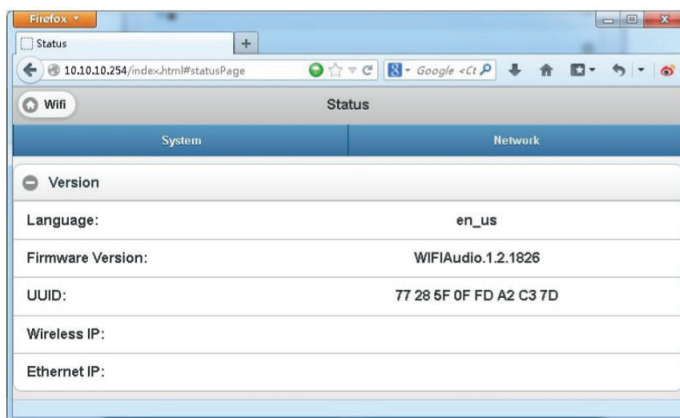 Firefox
Status
10.10.10.254/index.html#statusPage
Google <Ct
Wifi
Status
System
Network
Version
Language: en_us
Firmware Version: WIFIAudio.1.2.1826
UUID: 77 28 5F 0F FD A2 C3 7D
Wireless IP:
Ethernet IP: